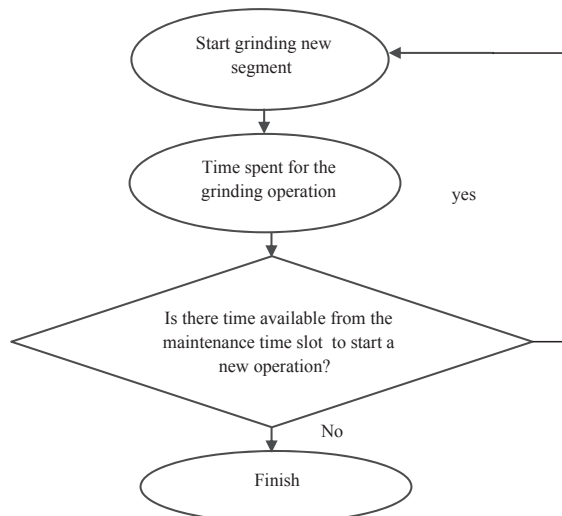 Start grinding new
segment
Time spent for the
grinding operation
yes
Is there time available from the
maintenance time slot to start a
new operation?
No
Finish